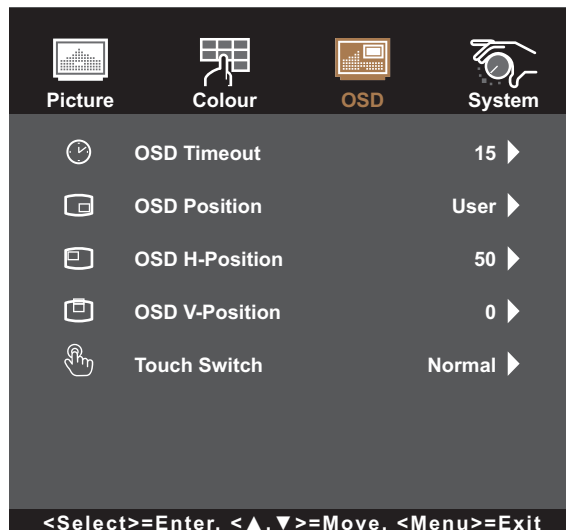 Picture Colour OSD System
OSD Timeout 15
OSD Position User
OSD H-Position 50
OSD V-Position 0
Touch Switch Normal
<Select>=Enter, <▲,▼>=Move, <Menu>=Exit